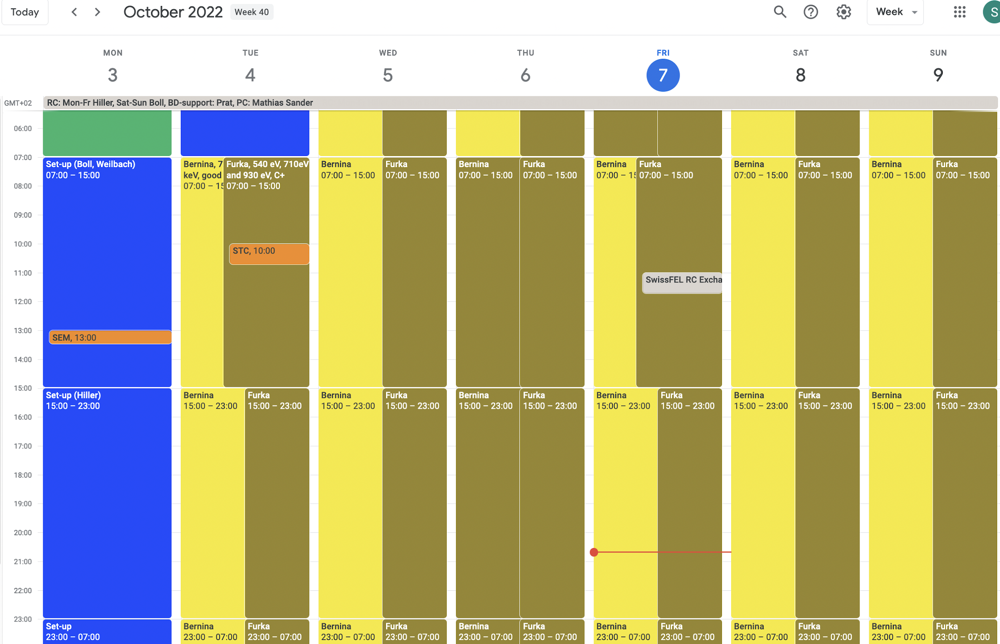 Today
October 2022
Week 40
Week
S
MON
TUE
WED
THU
FRI
SAT
SUN
3
4
5
6
7
8
9
GMT+02
RC: Mon-Fr Hiller, Sat-Sun Boll, BD-support: Prat, PC: Mathias Sander
06:00
07:00
08:00
09:00
10:00
11:00
12:00
13:00
14:00
15:00
16:00
17:00
18:00
19:00
20:00
21:00
22:00
23:00
Set-up (Boll, Weilbach)
07:00 – 15:00
SEM, 13:00
Set-up (Hiller)
15:00 – 23:00
Set-up
23:00 – 07:00
Bernina, 7
keV, good
07:00 – 15
Furka, 540 eV, 710eV
and 930 eV, C+
07:00 – 15:00
STC, 10:00
Bernina
15:00 – 23:00
Furka
15:00 – 23:00
Bernina
23:00 – 07:00
Furka
23:00 – 07:00
Bernina
07:00 – 15:00
Furka
07:00 – 15:00
Bernina
15:00 – 23:00
Furka
15:00 – 23:00
Bernina
23:00 – 07:00
Furka
23:00 – 07:00
Bernina
07:00 – 15:00
Furka
07:00 – 15:00
Bernina
15:00 – 23:00
Furka
15:00 – 23:00
Bernina
23:00 – 07:00
Furka
23:00 – 07:00
Bernina
07:00 – 15
Furka
07:00 – 15:00
SwissFEL RC Excha
Bernina
15:00 – 23:00
Furka
15:00 – 23:00
Bernina
23:00 – 07:00
Furka
23:00 – 07:00
Bernina
07:00 – 15:00
Furka
07:00 – 15:00
Bernina
15:00 – 23:00
Furka
15:00 – 23:00
Bernina
23:00 – 07:00
Furka
23:00 – 07:00
Bernina
07:00 – 15:00
Furka
07:00 – 15:00
Bernina
15:00 – 23:00
Furka
15:00 – 23:00
Bernina
23:00 – 07:00
Furka
23:00 – 07:00